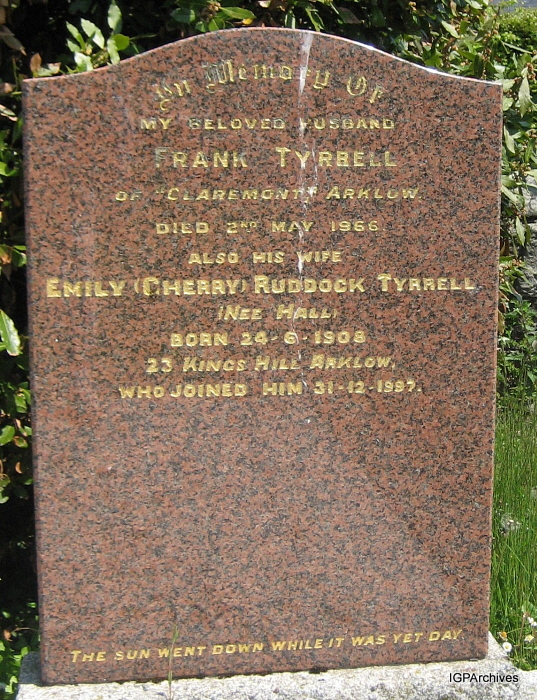 In Memory Of
MY BELOVED HUSBAND
FRANK TYRRELL
OF "CLAREMONT" ARKLOW.
DIED 2ND MAY 1966.
ALSO HIS WIFE
EMILY (CHERRY) RUDDOCK TYRRELL
(NEE HALL)
BORN 24-6-1908
23 KINGS HILL ARKLOW,
WHO JOINED HIM 31-12-1997.
THE SUN WENT DOWN WHILE IT WAS YET DAY.
IGPArchives